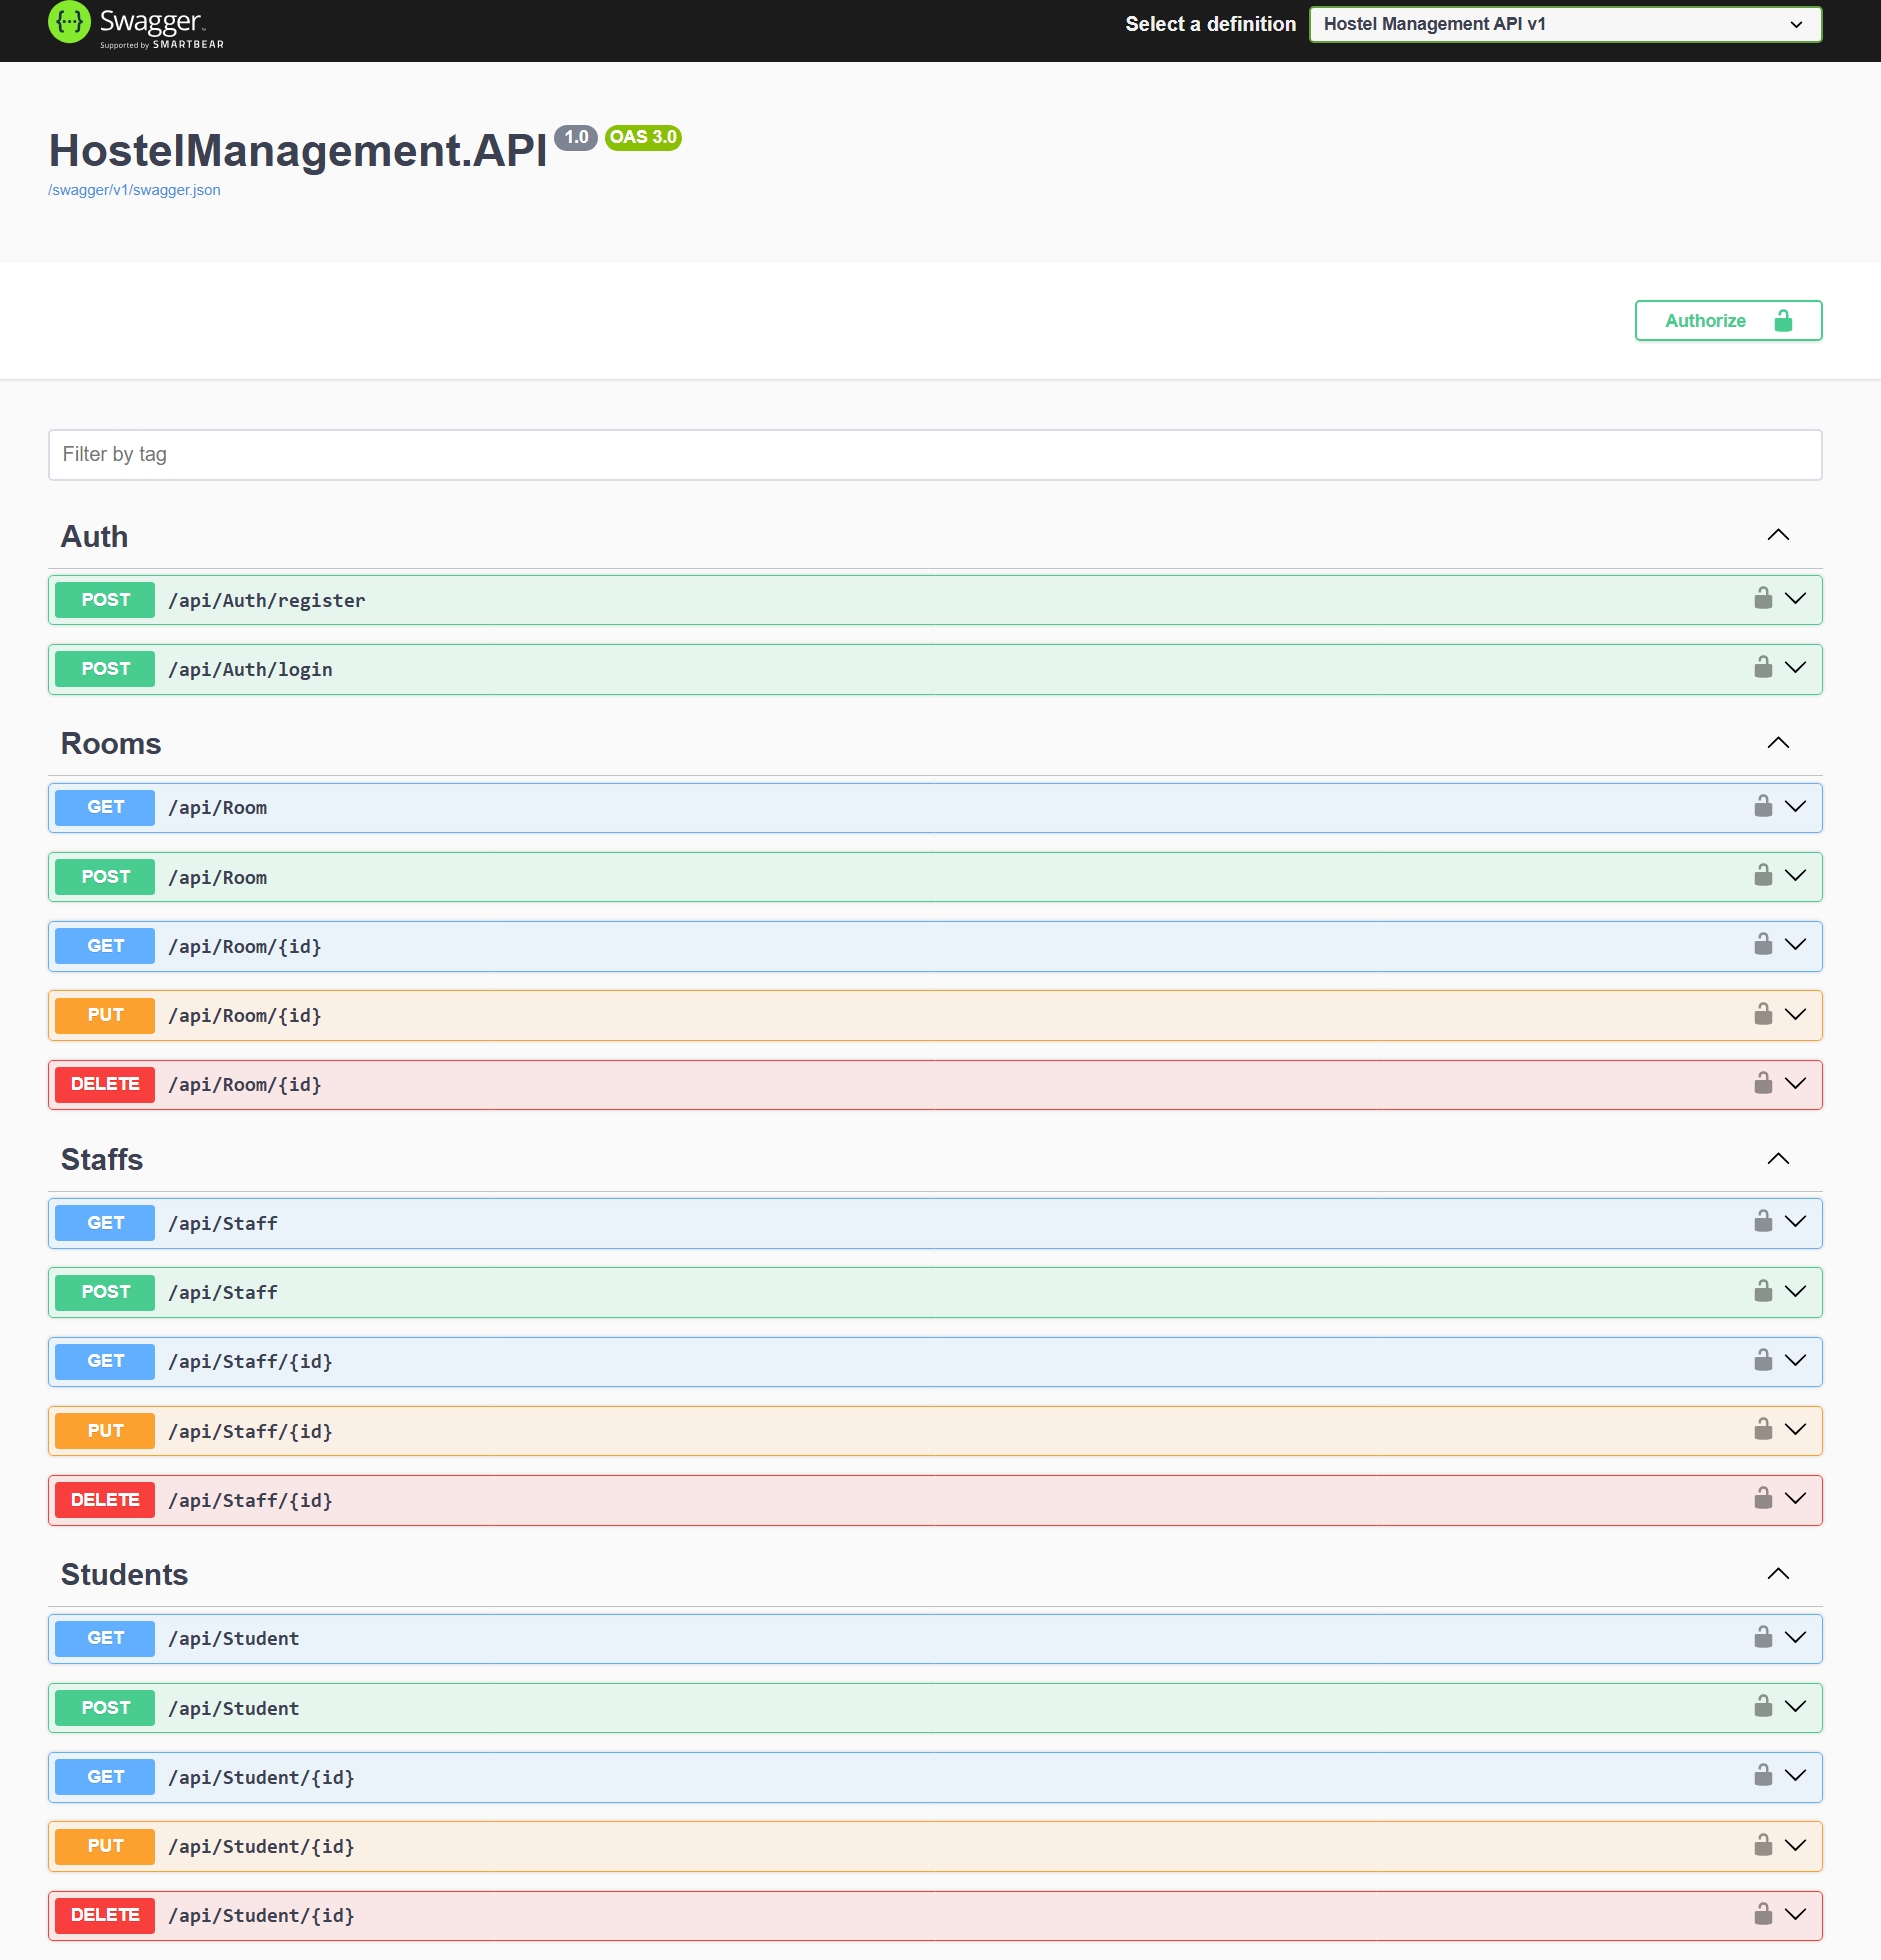 Swagger
Supported by SMARTBEAR
Select a definition
Hostel Management API v1
HostelManagement.API 1.0 OAS 3.0
/swagger/v1/swagger.json
Authorize
Filter by tag
Auth
POST /api/Auth/register
POST /api/Auth/login
Rooms
GET /api/Room
POST /api/Room
GET /api/Room/{id}
PUT /api/Room/{id}
DELETE /api/Room/{id}
Staffs
GET /api/Staff
POST /api/Staff
GET /api/Staff/{id}
PUT /api/Staff/{id}
DELETE /api/Staff/{id}
Students
GET /api/Student
POST /api/Student
GET /api/Student/{id}
PUT /api/Student/{id}
DELETE /api/Student/{id}